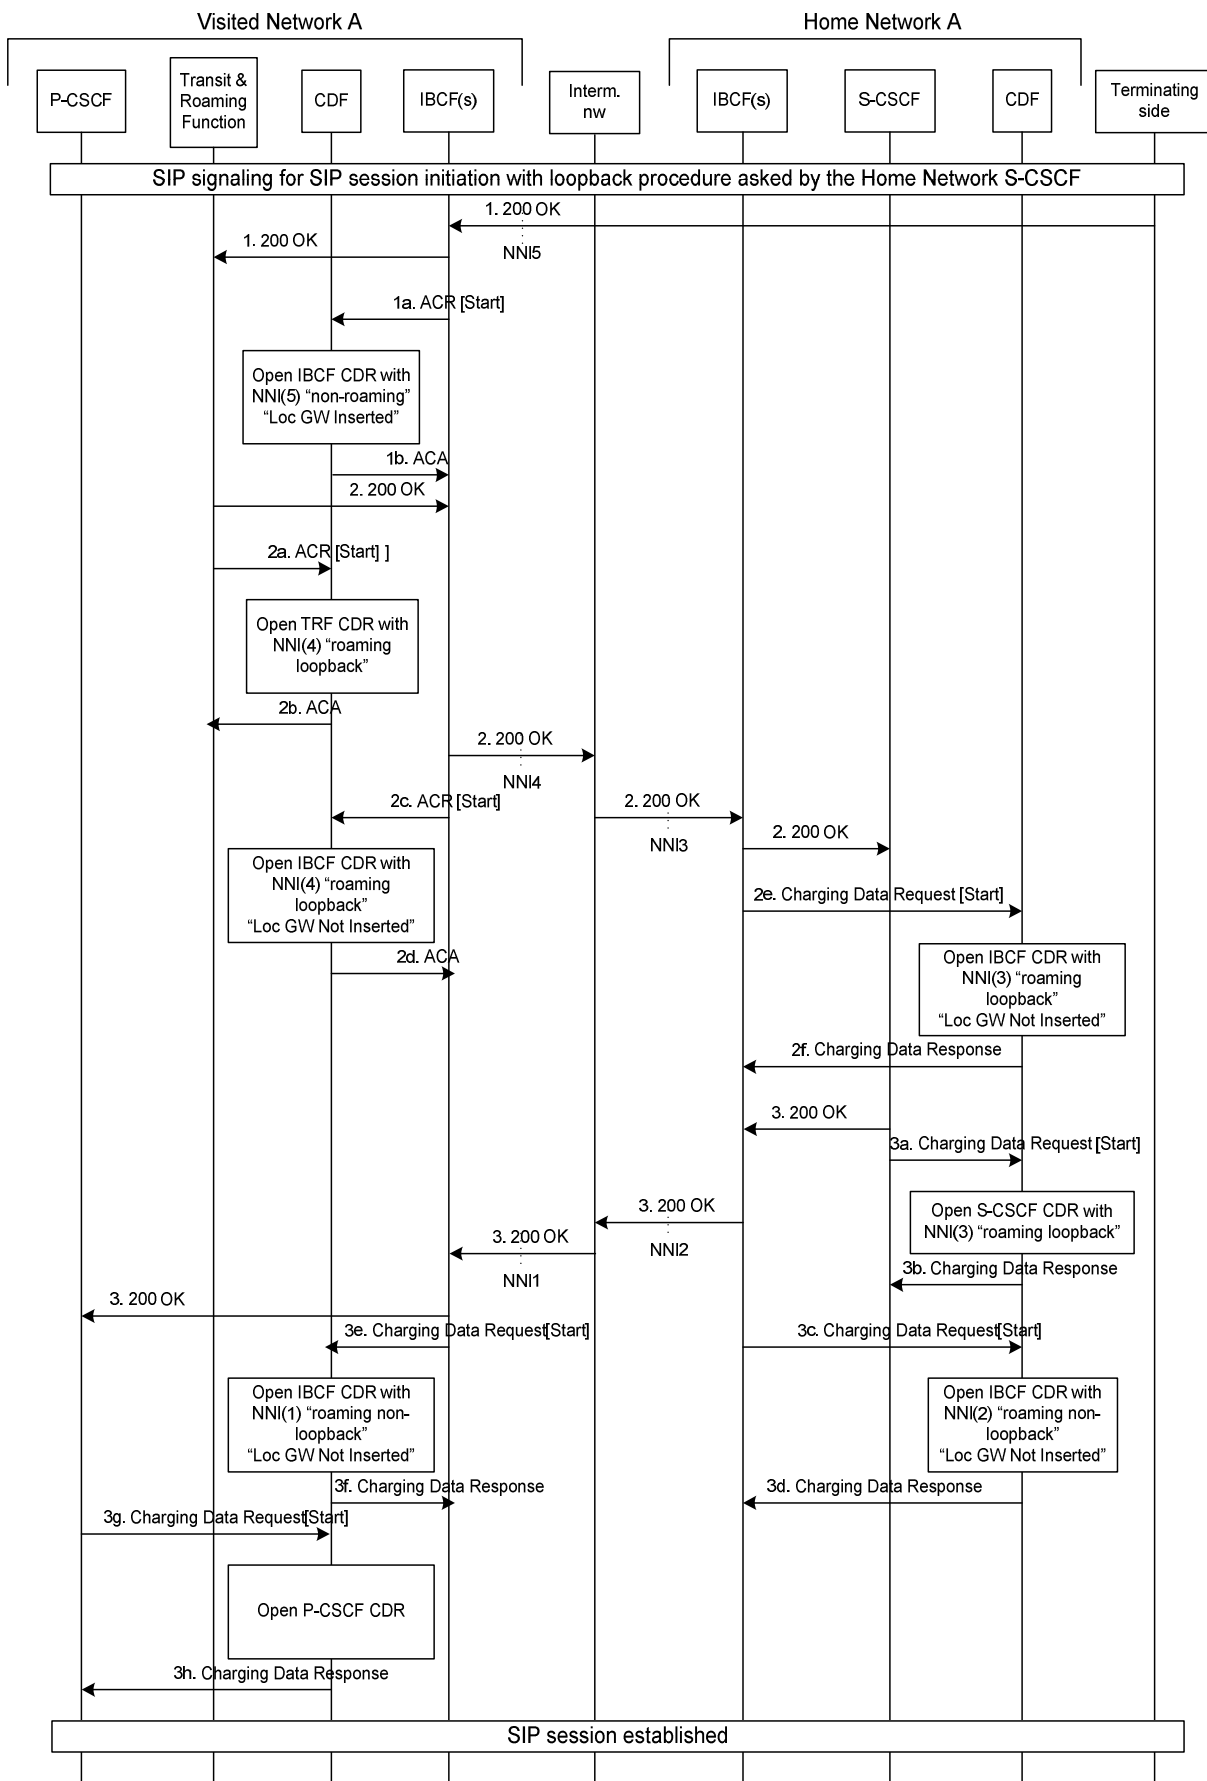 Visited Network A
Home Network A
P-CSCF
Transit &
Roaming
Function
CDF
IBCF(s)
Interm.
nw
IBCF(s)
S-CSCF
CDF
Terminating
side
SIP signaling for SIP session initiation with loopback procedure asked by the Home Network S-CSCF
1. 200 OK
NNI5
1. 200 OK
1a. ACR [Start]
Open IBCF CDR with
NNI(5) “non-roaming”
“Loc GW Inserted”
1b. ACA
2. 200 OK
2a. ACR [Start] ]
Open TRF CDR with
NNI(4) “roaming
loopback”
2b. ACA
2. 200 OK
NNI4
2c. ACR [Start]
2. 200 OK
NNI3
2. 200 OK
Open IBCF CDR with
NNI(4) “roaming
loopback”
“Loc GW Not Inserted”
2e. Charging Data Request [Start]
2d. ACA
Open IBCF CDR with
NNI(3) “roaming
loopback”
“Loc GW Not Inserted”
2f. Charging Data Response
3. 200 OK
3a. Charging Data Request [Start]
Open S-CSCF CDR with
NNI(3) “roaming loopback”
3. 200 OK
NNI2
3. 200 OK
NNI1
3b. Charging Data Response
3. 200 OK
3e. Charging Data Request[Start]
3c. Charging Data Request[Start]
Open IBCF CDR with
NNI(1) “roaming non-
loopback”
“Loc GW Not Inserted”
Open IBCF CDR with
NNI(2) “roaming non-
loopback”
“Loc GW Not Inserted”
3f. Charging Data Response
3d. Charging Data Response
3g. Charging Data Request[Start]
Open P-CSCF CDR
3h. Charging Data Response
SIP session established